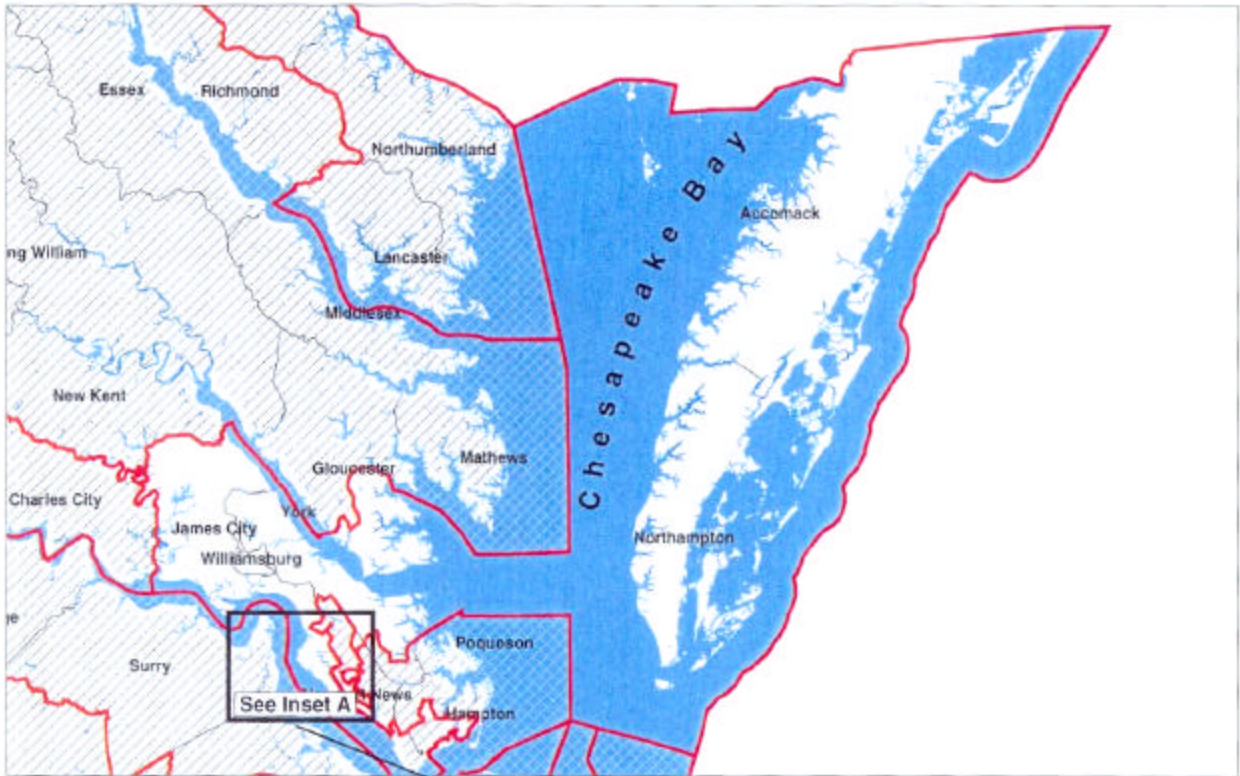 Essex
Richmond
Northumberland
Chesapeake Bay
Accomack
ng William
Lancaster
Middlesex
New Kent
Gloucester
Mathews
Charles City
York
James City
Northampton
Williamsburg
ge
Poquoson
Surry
News
See Inset A
Hampton